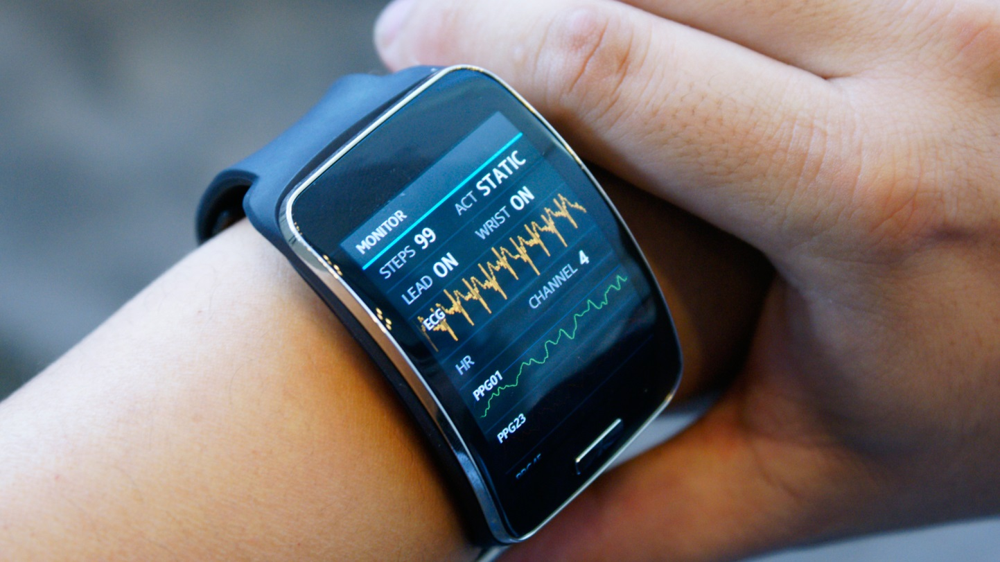 MONITOR
STEPS 99 ACT STATIC
LEAD ON WRIST ON
ECG
HR CHANNEL 4
PPG01
PPG23